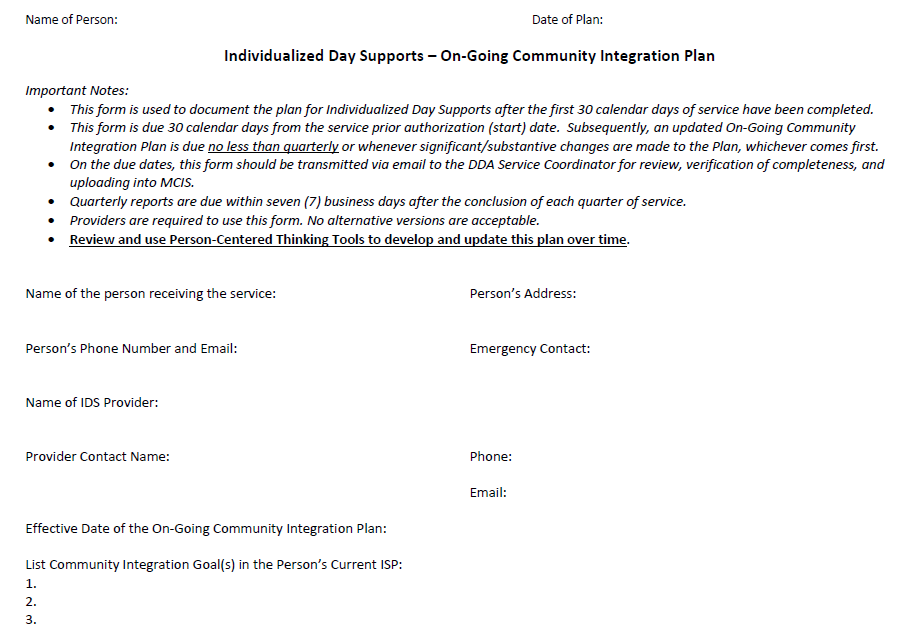 Name of Person: Date of Plan:
Individualized Day Supports – On-Going Community Integration Plan
Important Notes:
• This form is used to document the plan for Individualized Day Supports after the first 30 calendar days of service have been completed.
• This form is due 30 calendar days from the service prior authorization (start) date.  Subsequently, an updated On-Going Community
Integration Plan is due no less than quarterly or whenever significant/substantive changes are made to the Plan, whichever comes first.
• On the due dates, this form should be transmitted via email to the DDA Service Coordinator for review, verification of completeness, and
uploading into MCIS.
• Quarterly reports are due within seven (7) business days after the conclusion of each quarter of service.
• Providers are required to use this form. No alternative versions are acceptable.
• Review and use Person-Centered Thinking Tools to develop and update this plan over time.
Name of the person receiving the service: Person’s Address:
Person’s Phone Number and Email: Emergency Contact:
Name of IDS Provider:
Provider Contact Name: Phone:
Email:
Effective Date of the On-Going Community Integration Plan:
List Community Integration Goal(s) in the Person’s Current ISP:
1.
2.
3.